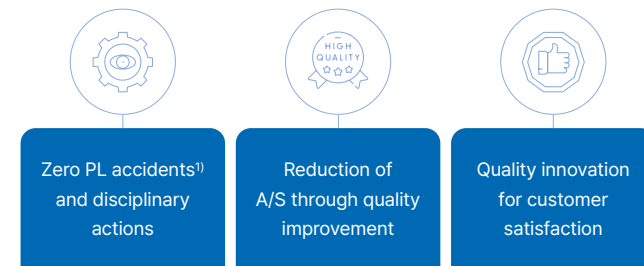 HIGH
QUALITY
Zero PL accidents¹⁾
and disciplinary
actions
Reduction of
A/S through quality
improvement
Quality innovation
for customer
satisfaction